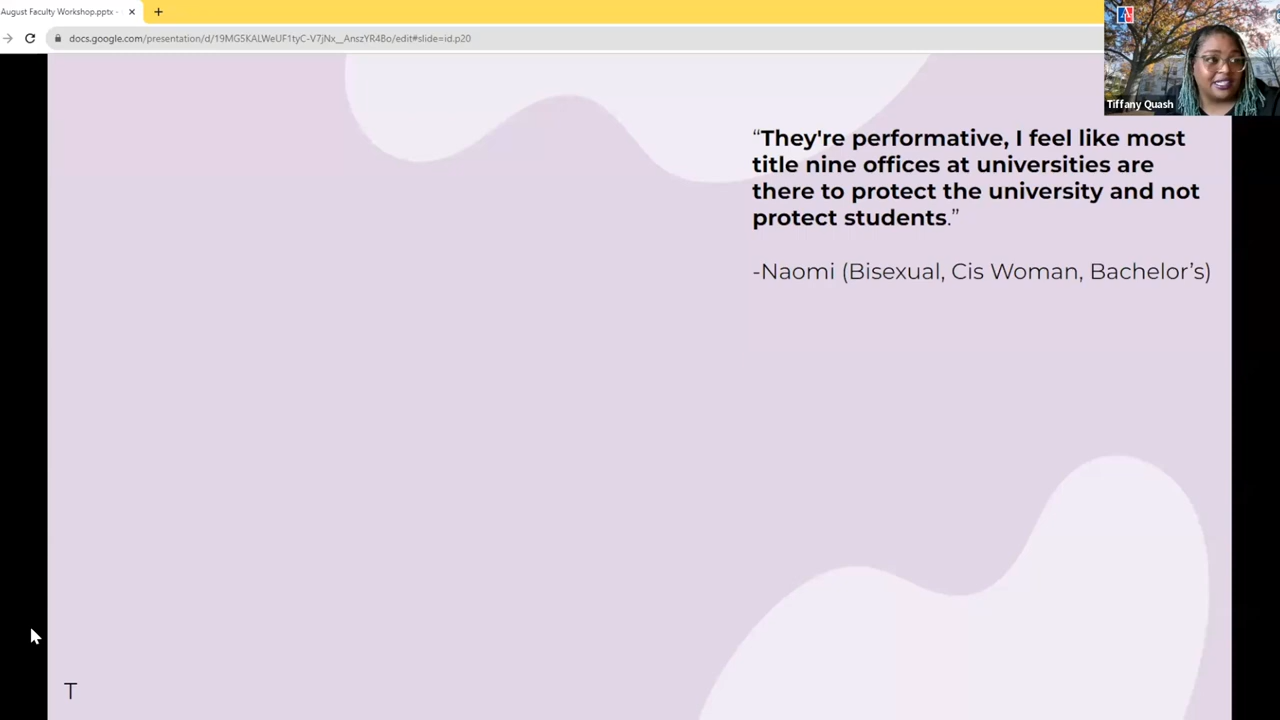 August Faculty Workshop.pptx -
docs.google.com/presentation/d/19MG5KALWeUF1tyC-V7jNx__AnszYR4Bo/edit#slide=id.p20
Tiffany Quash
“They're performative, I feel like most
title nine offices at universities are
there to protect the university and not
protect students.”
-Naomi (Bisexual, Cis Woman, Bachelor’s)
T